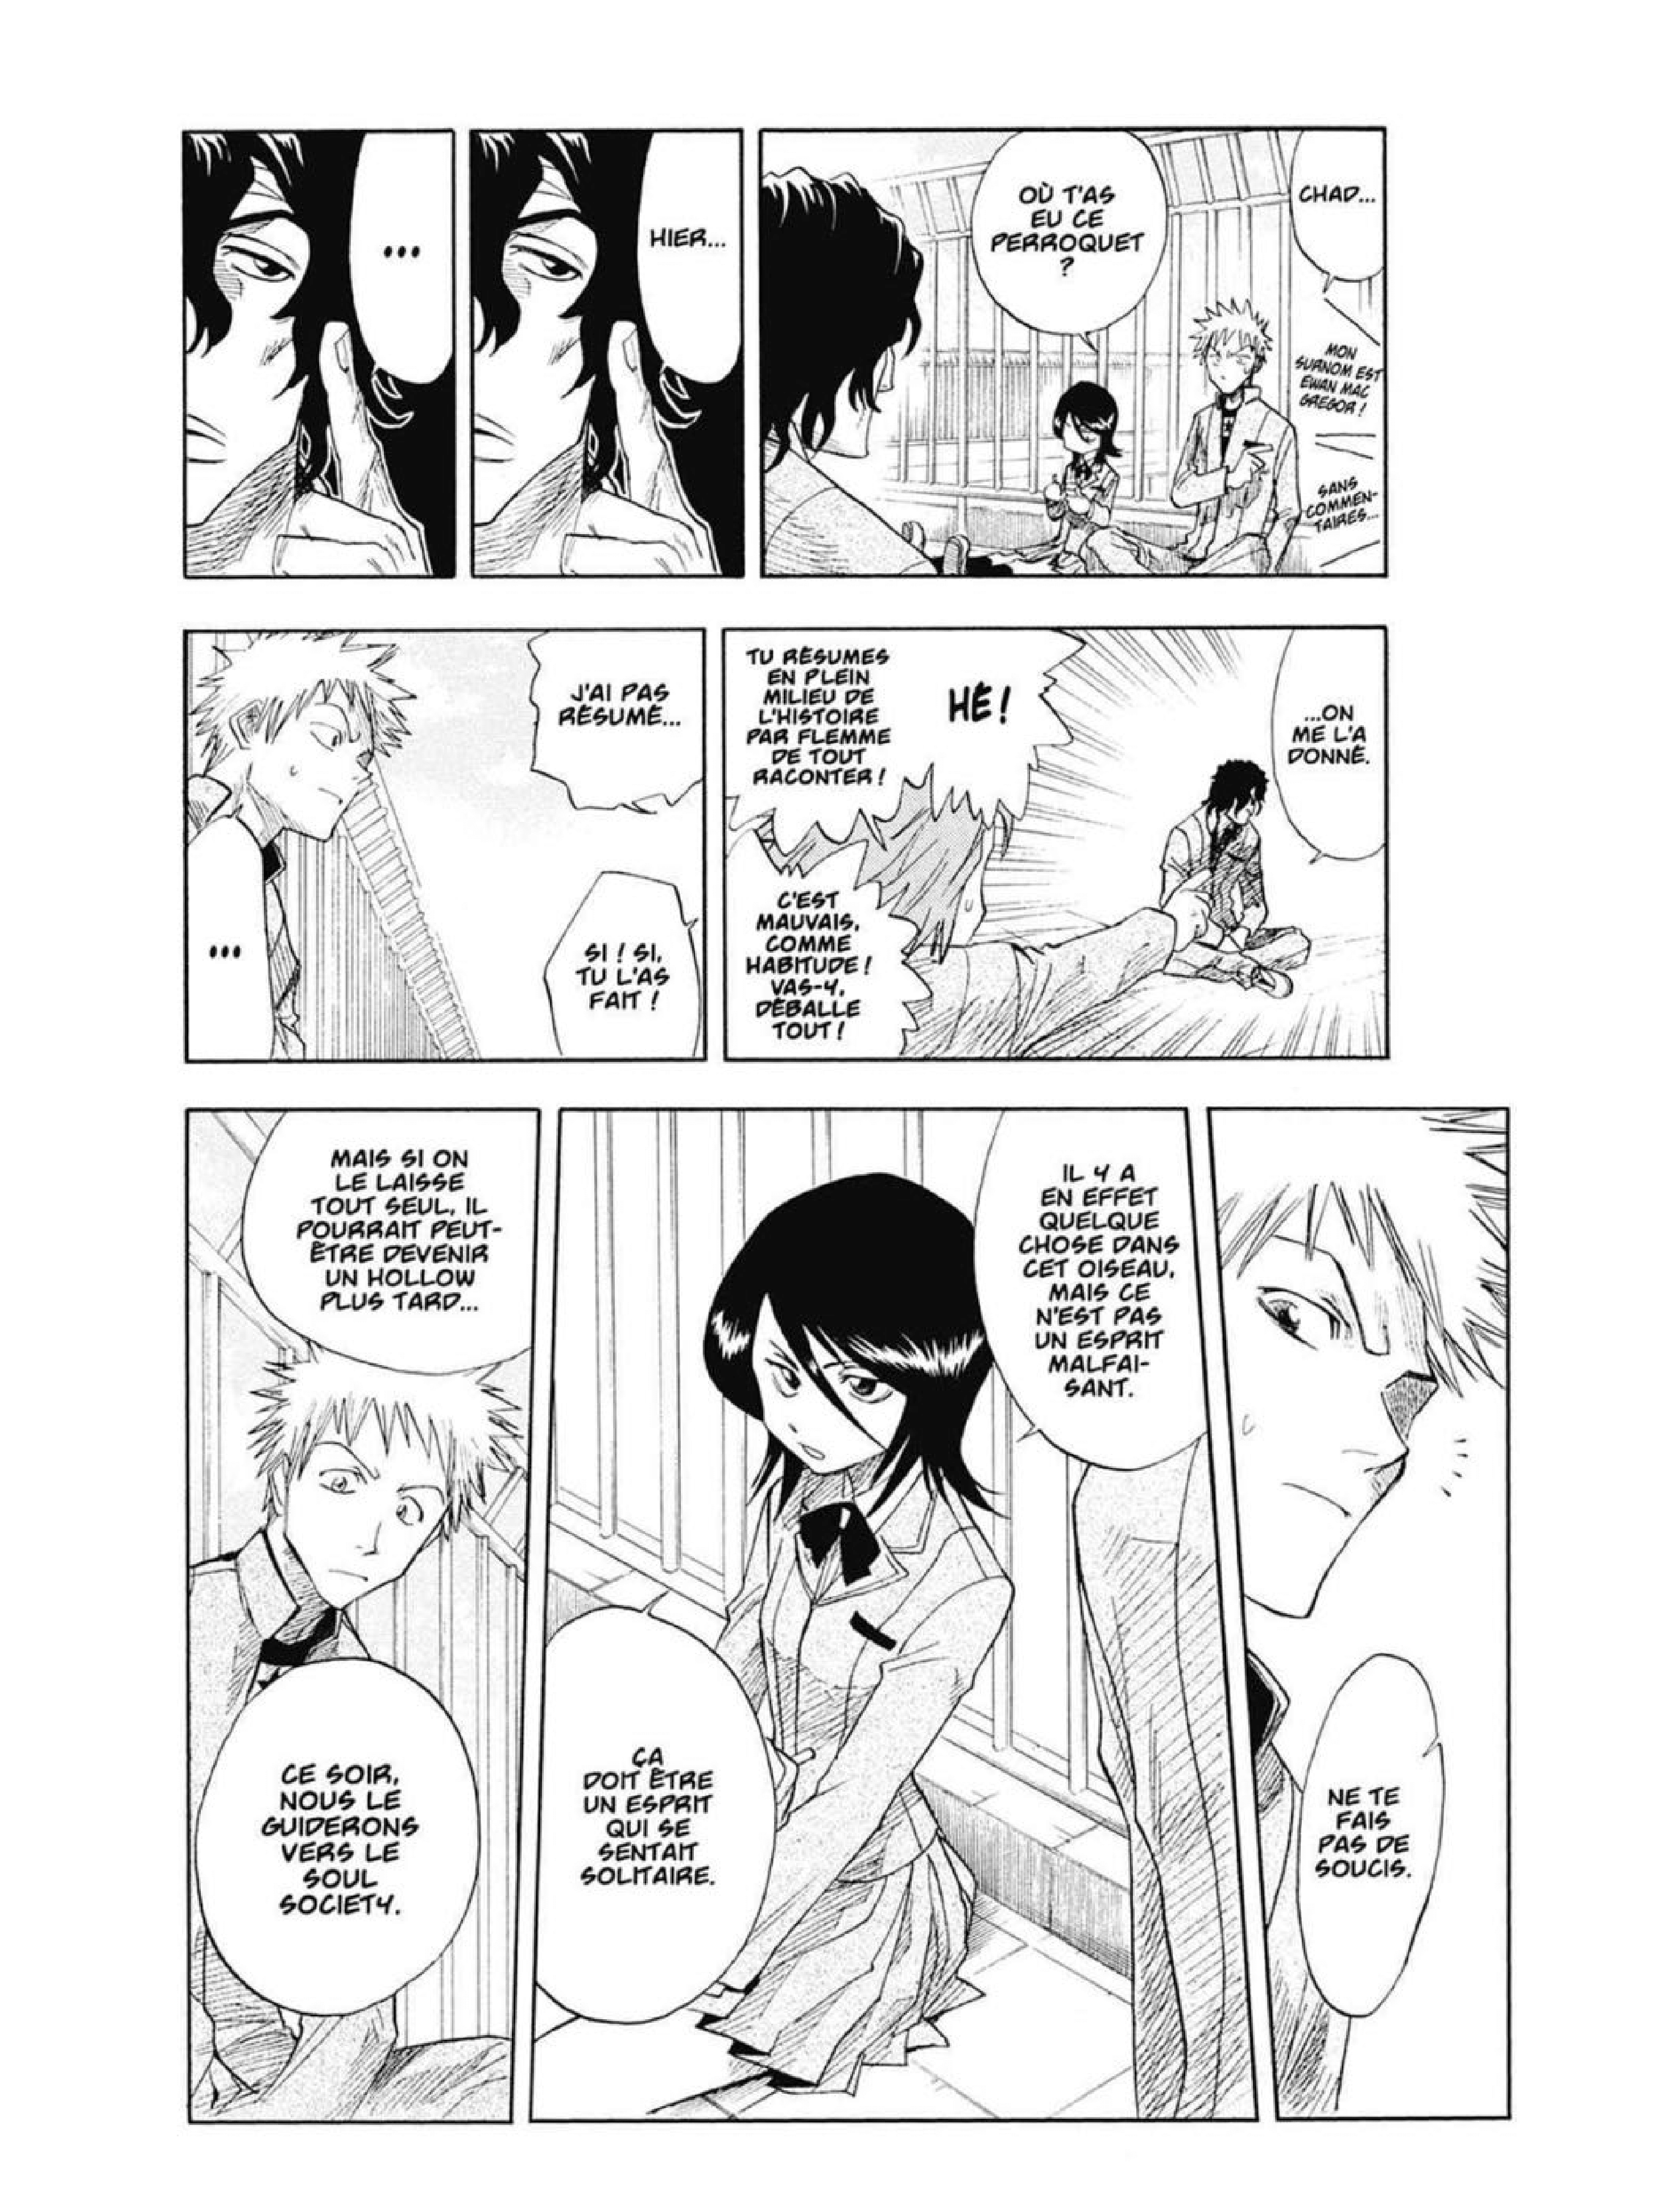 CHAD...
OÙ T'AS
EU CE
PERROQUET
?
MON
SURNOM EST
EWAN MAC
GREGOR !
SANS
COMMEN-
TAIRES...
HIER...
...
...ON
ME L'A
DONNÉ.
HÉ !
TU RÉSUMES
EN PLEIN
MILIEU DE
L'HISTOIRE
PAR FLEMME
DE TOUT
RACONTER !
C'EST
MAUVAIS,
COMME
HABITUDE !
VAS-Y,
DÉBALLE
TOUT !
J'AI PAS
RÉSUMÉ...
SI ! SI,
TU L'AS
FAIT !
...
NE TE
FAIS
PAS DE
SOUCIS.
IL Y A
EN EFFET
QUELQUE
CHOSE DANS
CET OISEAU,
MAIS CE
N'EST PAS
UN ESPRIT
MALFAI-
SANT.
ÇA
DOIT ÊTRE
UN ESPRIT
QUI SE
SENTAIT
SOLITAIRE.
MAIS SI ON
LE LAISSE
TOUT SEUL, IL
POURRAIT PEUT-
ÊTRE DEVENIR
UN HOLLOW
PLUS TARD...
CE SOIR,
NOUS LE
GUIDERONS
VERS LE
SOUL
SOCIETY.